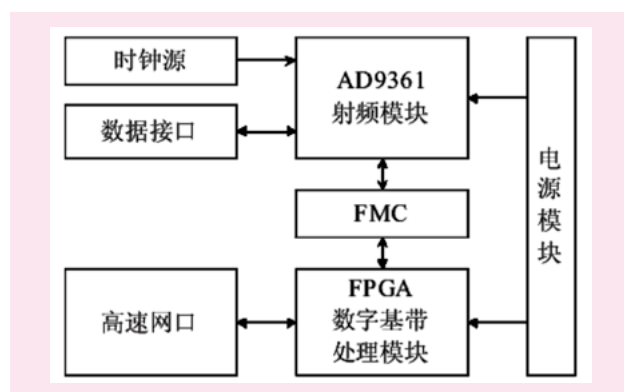 时钟源
数据接口
AD9361
射频模块
FMC
高速网口
FPGA
数字基带
处理模块
电源模块